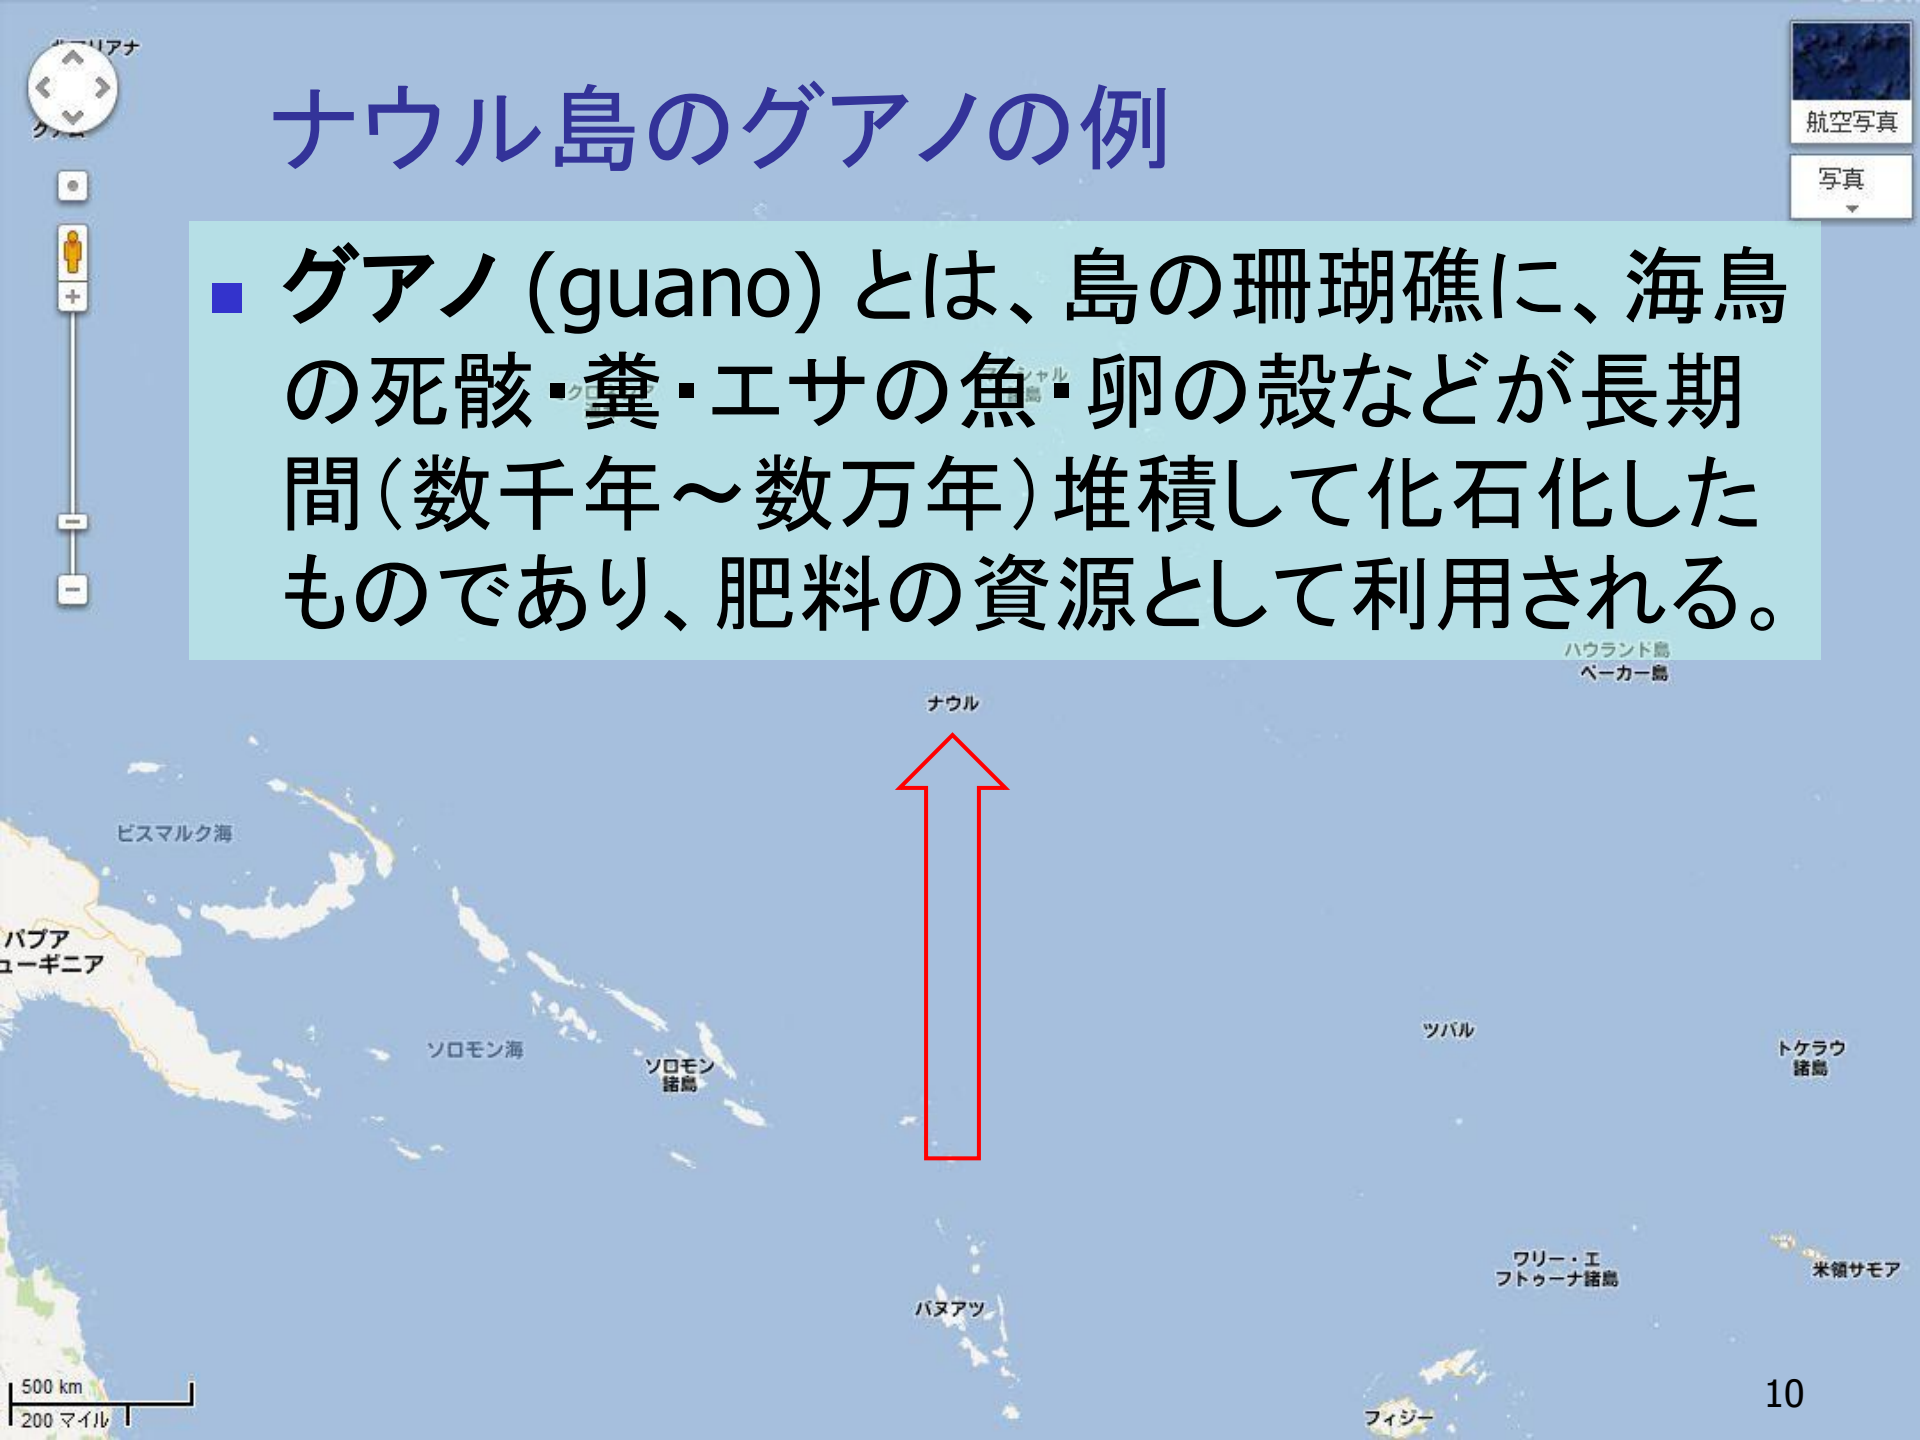 ナウル島のグアノの例
航空写真
写真
■ グアノ (guano) とは、島の珊瑚礁に、海鳥
の死骸・糞・エサの魚・卵の殻などが長期
間（数千年～数万年）堆積して化石化した
ものであり、肥料の資源として利用される。
ハウランド島
ベーカー島
ナウル
ビスマルク海
パプア
ューギニア
ソロモン海
ソロモン
諸島
ツバル
トケラウ
諸島
ワリー・エ
フトゥーナ諸島
米領サモア
バヌアツ
フィジー
500 km
200 マイル
10